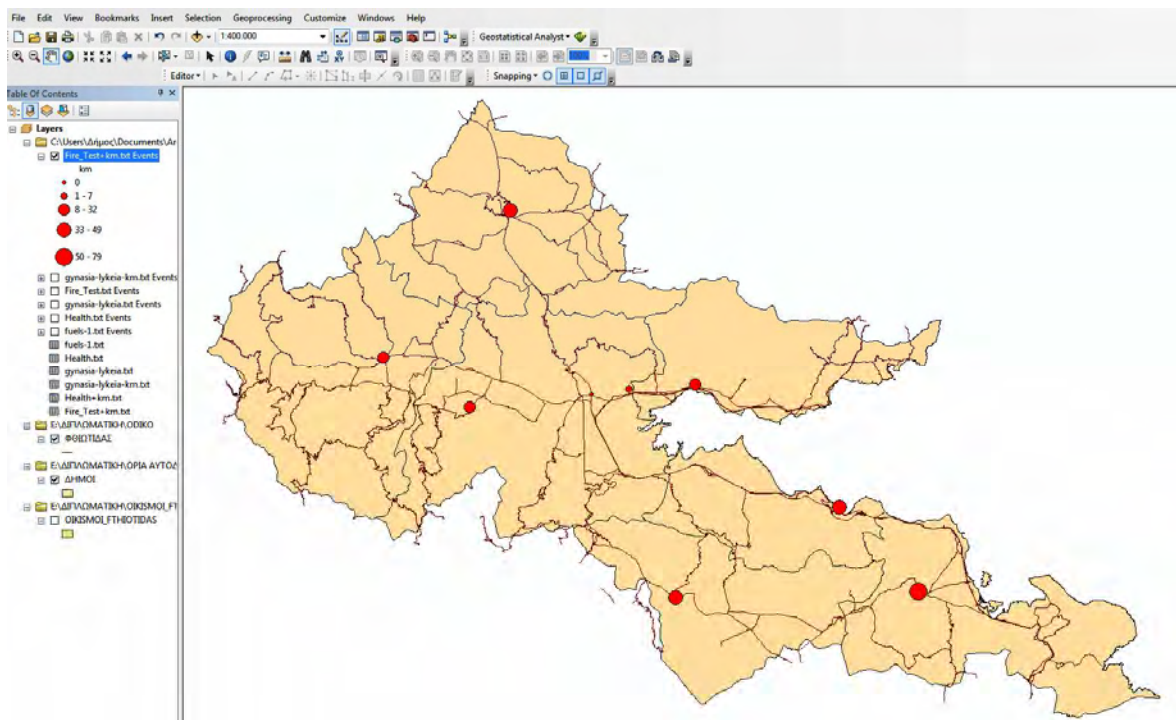 File Edit View Bookmarks Insert Selection Geoprocessing Customize Windows Help
1:400.000 Geostatistical Analyst
100%
Editor Snapping
Table Of Contents
Layers
C:\Users\Δήμος\Documents\Ar
Fire_Test+km.txt Events
km
0
1 - 7
8 - 32
33 - 49
50 - 79
gynasia-lykeia-km.txt Events
Fire_Test.txt Events
gynasia-lykeia.txt Events
Health.txt Events
fuels-1.txt Events
fuels-1.txt
Health.txt
gynasia-lykeia.txt
gynasia-lykeia-km.txt
Health+km.txt
Fire_Test+km.txt
E:\ΔΙΠΛΩΜΑΤΙΚΗ\ODIKO
ΦΘΙΩΤΙΔΑΣ
E:\ΔΙΠΛΩΜΑΤΙΚΗ\ΟΡΙΑ ΑΥΤΟΔ
ΔΗΜΟΙ
E:\ΔΙΠΛΩΜΑΤΙΚΗ\OIKISMOI_FT
OIKISMOI_FTHIOTIDAS